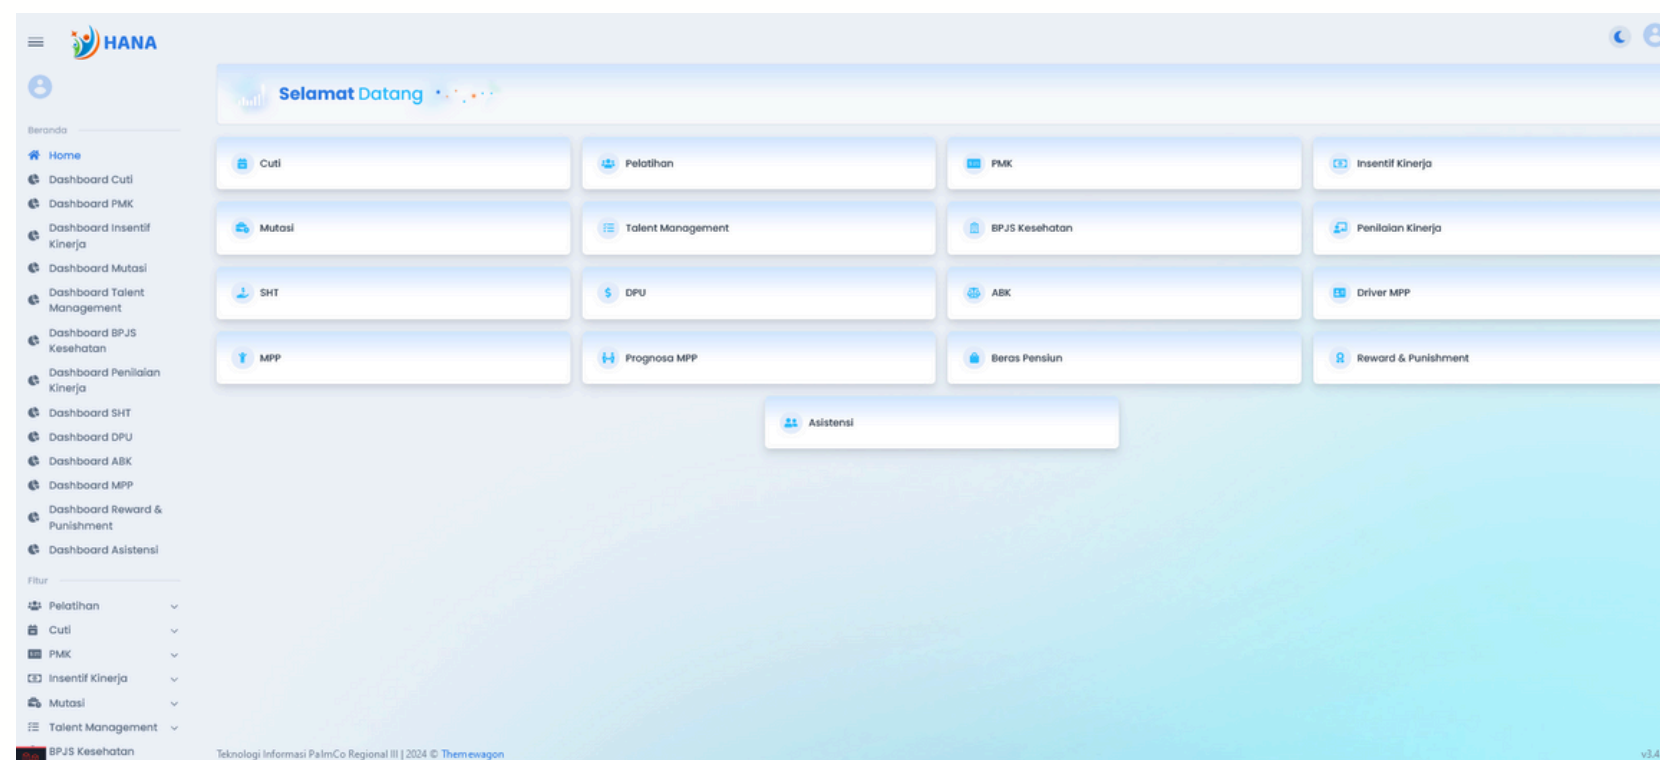 HANA
Selamat Datang
Beranda
Home
Dashboard Cuti
Dashboard PMK
Dashboard Insentif
Kinerja
Dashboard Mutasi
Dashboard Talent
Management
Dashboard BPJS
Kesehatan
Dashboard Penilaian
Kinerja
Dashboard SHT
Dashboard DPU
Dashboard ABK
Dashboard MPP
Dashboard Reward &
Punishment
Dashboard Asistensi
Fitur
Pelatihan
Cuti
PMK
Insentif Kinerja
Mutasi
Talent Management
BPJS Kesehatan
Cuti
Pelatihan
PMK
Insentif Kinerja
Mutasi
Talent Management
BPJS Kesehatan
Penilaian Kinerja
SHT
DPU
ABK
Driver MPP
MPP
Prognosa MPP
Beras Pensiun
Reward & Punishment
Asistensi
Teknologi Informasi PalmCo Regional III | 2024 © Themewagon
v3.4